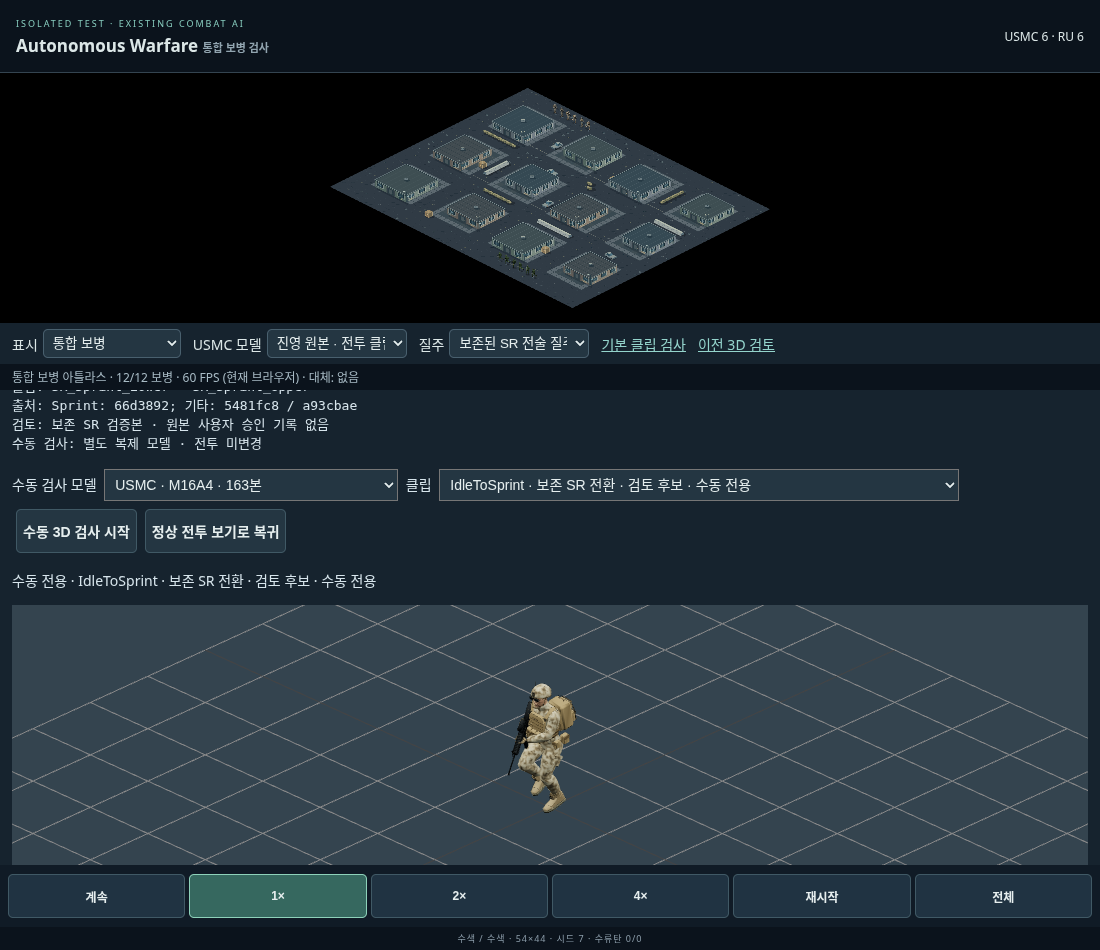 ISOLATED TEST · EXISTING COMBAT AI
Autonomous Warfare 통합 보병 검사
USMC 6 · RU 6
표시 통합 보병 USMC 모델 진영 원본 · 전투 클립 질주 보존된 SR 전술 질주 기본 클립 검사 이전 3D 검토
통합 보병 아틀라스 · 12/12 보병 · 60 FPS (현재 브라우저) · 대체: 없음
출처: Sprint: 66d3892; 기타: 5481fc8 / a93cbae
검토: 보존 SR 검증본 · 원본 사용자 승인 기록 없음
수동 검사: 별도 복제 모델 · 전투 미변경
수동 검사 모델 USMC · M16A4 · 163본 클립 IdleToSprint · 보존 SR 전환 · 검토 후보 · 수동 전용
수동 3D 검사 시작 정상 전투 보기로 복귀
수동 전용 · IdleToSprint · 보존 SR 전환 · 검토 후보 · 수동 전용
계속 1× 2× 4× 재시작 전체
수색 / 수색 · 54×44 · 시드 7 · 수류탄 0/0